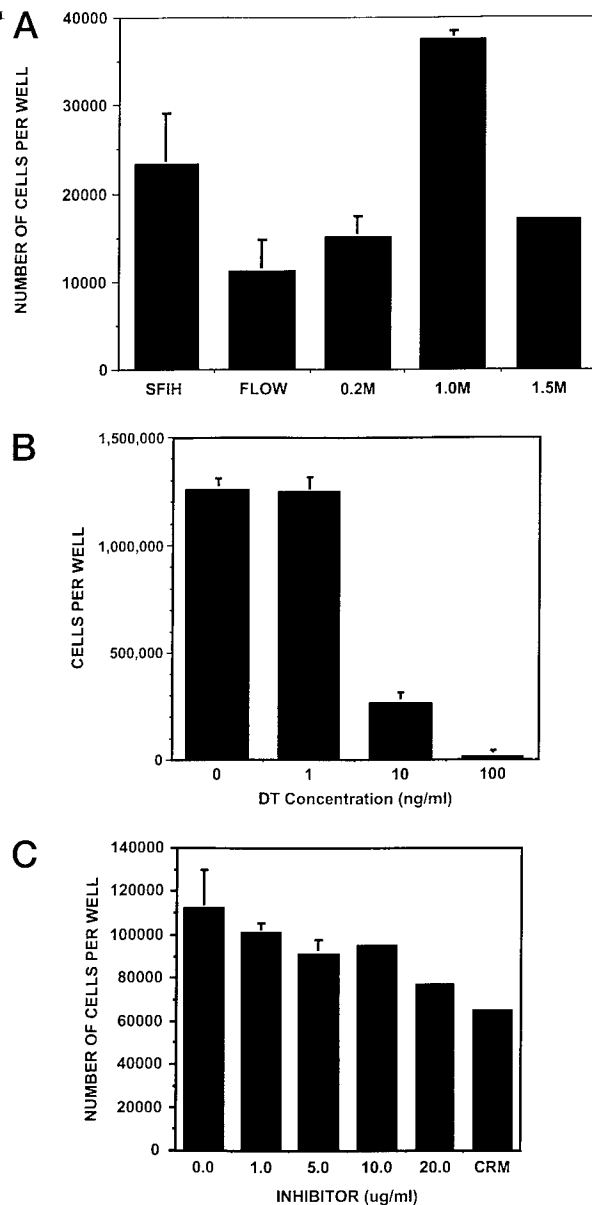 A
NUMBER OF CELLS PER WELL
40000
30000
20000
10000
0
SFIH FLOW 0.2M 1.0M 1.5M
B
CELLS PER WELL
1,500,000
1,000,000
500,000
0
0 1 10 100
DT Concentration (ng/ml)
C
NUMBER OF CELLS PER WELL
140000
120000
100000
80000
60000
40000
20000
0
0.0 1.0 5.0 10.0 20.0 CRM
INHIBITOR (ug/ml)